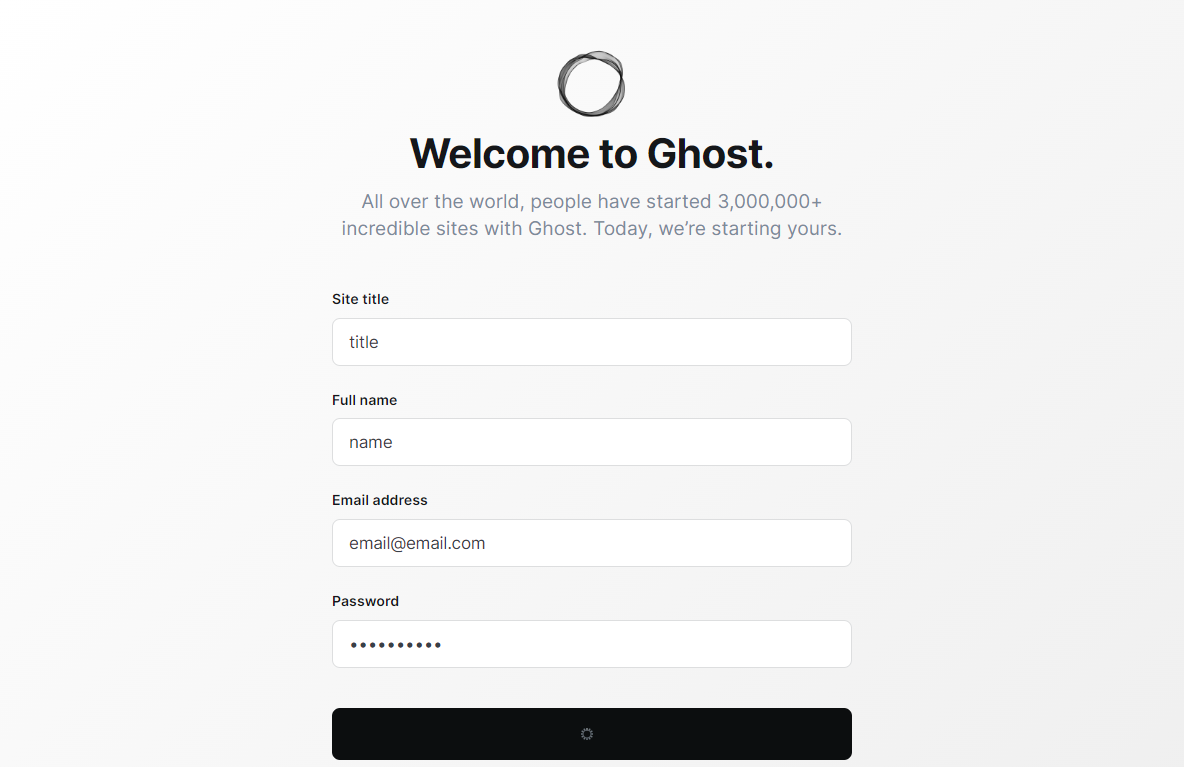 Welcome to Ghost.
All over the world, people have started 3,000,000+
incredible sites with Ghost. Today, we’re starting yours.
Site title
title
Full name
name
Email address
email@email.com
Password
••••••••••